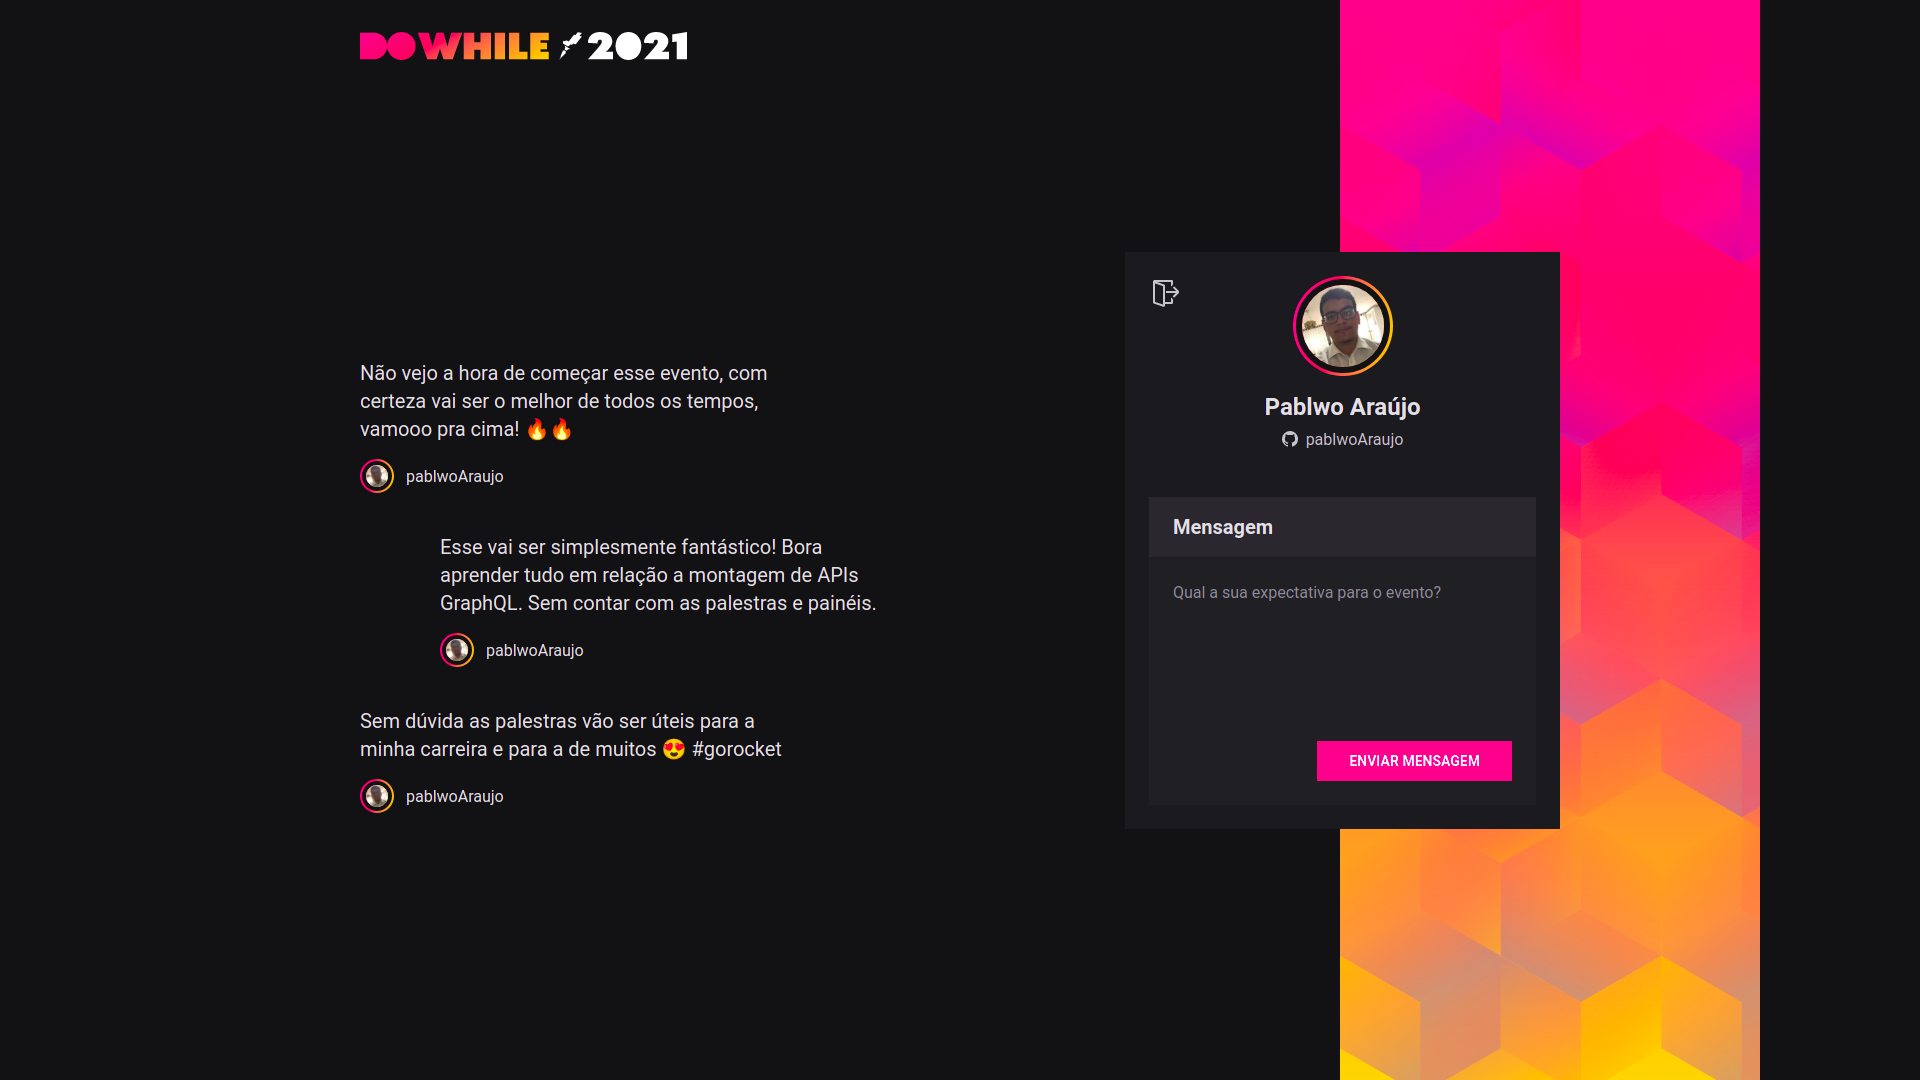 DOWHILE 2021
Não vejo a hora de começar esse evento, com
certeza vai ser o melhor de todos os tempos,
vamooo pra cima! 🔥🔥
pablwoAraujo
Esse vai ser simplesmente fantástico! Bora
aprender tudo em relação a montagem de APIs
GraphQL. Sem contar com as palestras e painéis.
pablwoAraujo
Sem dúvida as palestras vão ser úteis para a
minha carreira e para a de muitos 😍 #gorocket
pablwoAraujo
Pablwo Araújo
pablwoAraujo
Mensagem
Qual a sua expectativa para o evento?
ENVIAR MENSAGEM